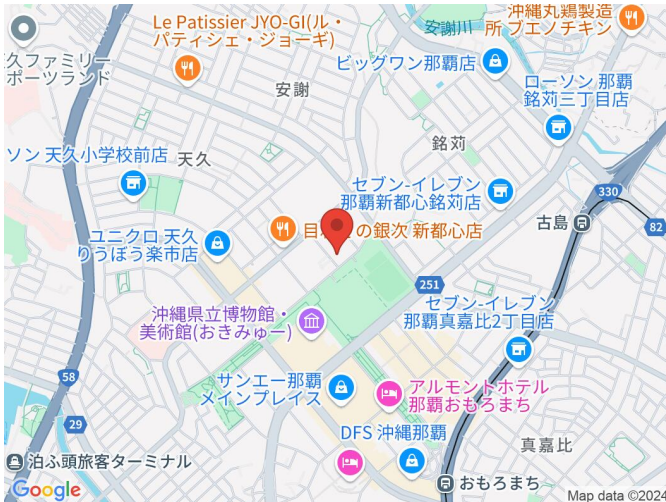 Le Patissier JYO-GI(ル・
パティシェ・ジョーギ)
沖縄丸鶏製造
所 ブエノチキン
安謝川
久ファミリー
ポーツランド
ビッグワン那覇店
ローソン 那覇
銘苅三丁目店
安謝
銘苅
ソン 天久小学校前店
天久
セブン-イレブン
那覇新都心銘苅店
330
古島
82
目
の銀次 新都心店
ユニクロ 天久
りうぼう楽市店
251
セブン-イレブン
那覇真嘉比2丁目店
沖縄県立博物館・
美術館(おきみゅー)
58
サンエー那覇
メインプレイス
アルモントホテル
那覇おもろまち
29
DFS 沖縄那覇
真嘉比
泊ふ頭旅客ターミナル
おもろまち
Google
Map data ©2024